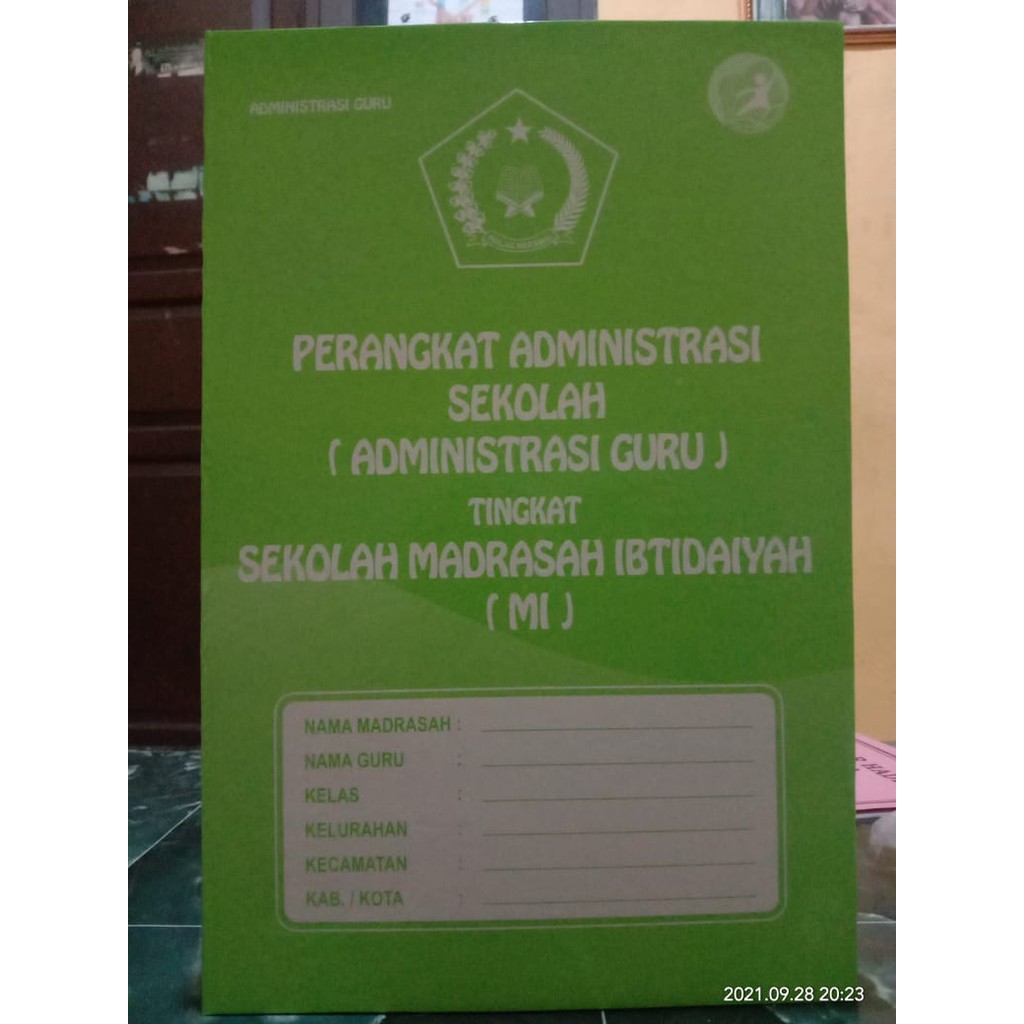 ADMINISTRASI GURU
PERANGKAT ADMINISTRASI
SEKOLAH
( ADMINISTRASI GURU )
TINGKAT
SEKOLAH MADRASAH IBTIDAIYAH
( MI )
NAMA MADRASAH :
NAMA GURU :
KELAS :
KELURAHAN :
KECAMATAN :
KAB. / KOTA :
2021.09.28 20:23